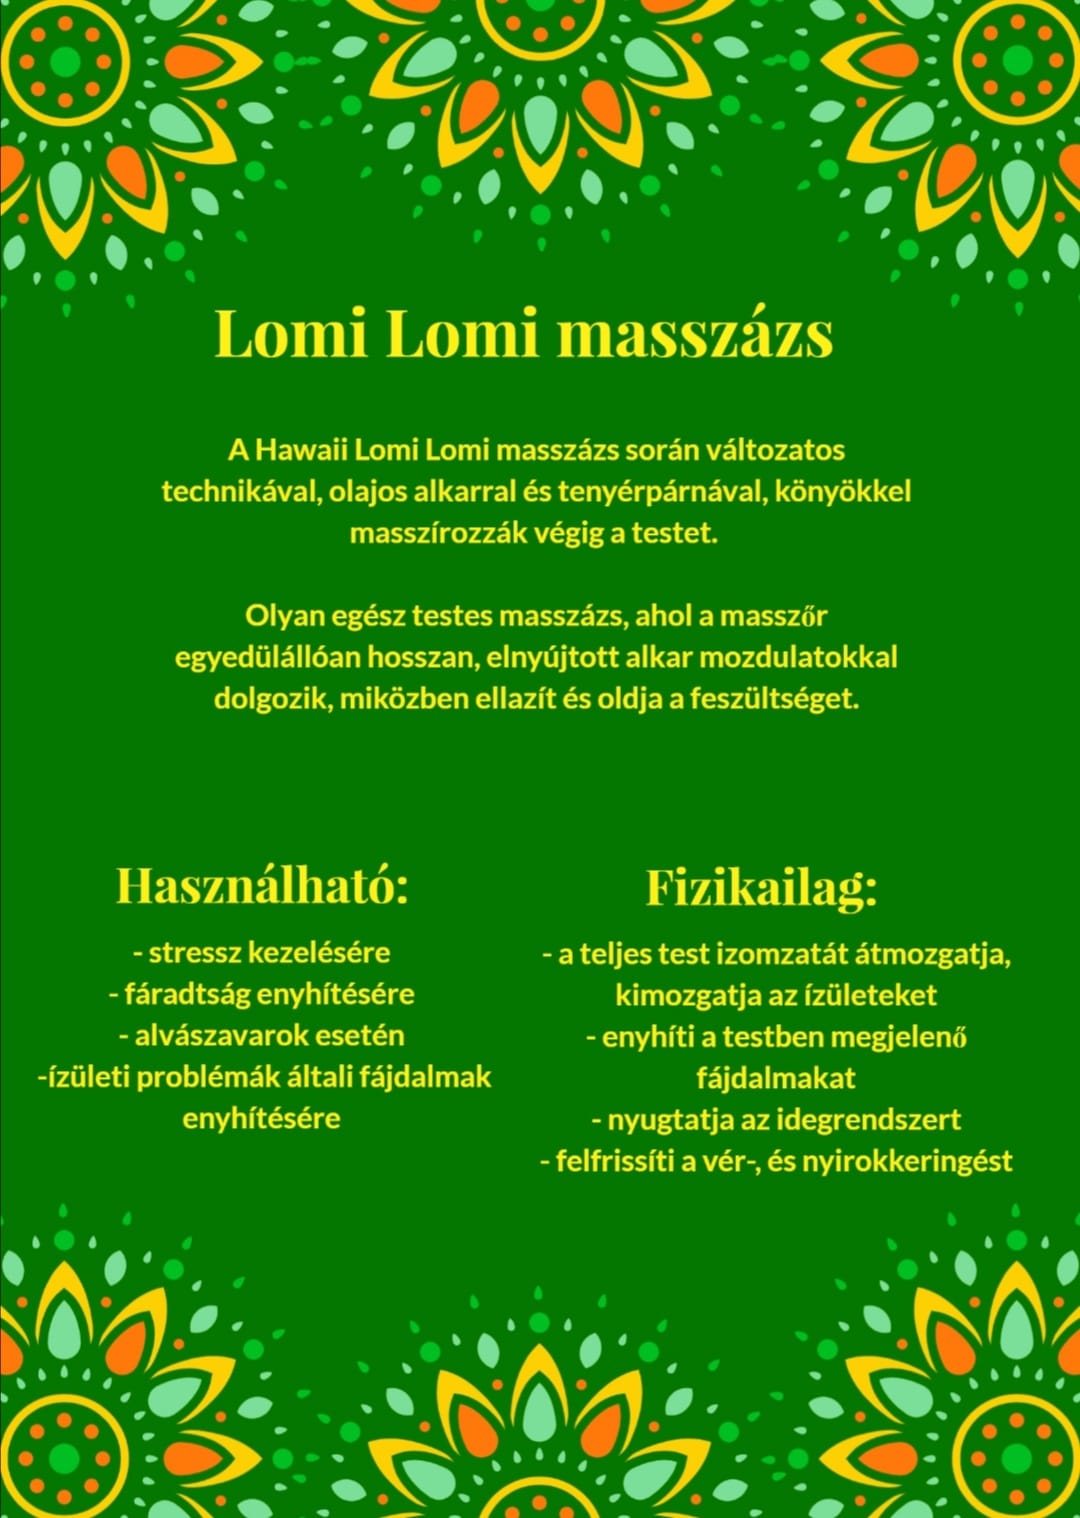 Lomi Lomi masszázs
A Hawaii Lomi Lomi masszázs során változatos
technikával, olajos alkarral és tenyérpárnával, könyökkel
masszírozzák végig a testet.
Olyan egész testes masszázs, ahol a masszőr
egyedülállóan hosszan, elnyújtott alkar mozdulatokkal
dolgozik, miközben ellazít és oldja a feszültséget.
Használható:
- stressz kezelésére
- fáradtság enyhítésére
- alvászavarok esetén
-ízületi problémák általi fájdalmak
enyhítésére
Fizikailag:
- a teljes test izomzatát átmozgatja,
kimozgatja az ízületeket
- enyhíti a testben megjelenő
fájdalmakat
- nyugtatja az idegrendszert
- felfrissíti a vér-, és nyirokkeringést